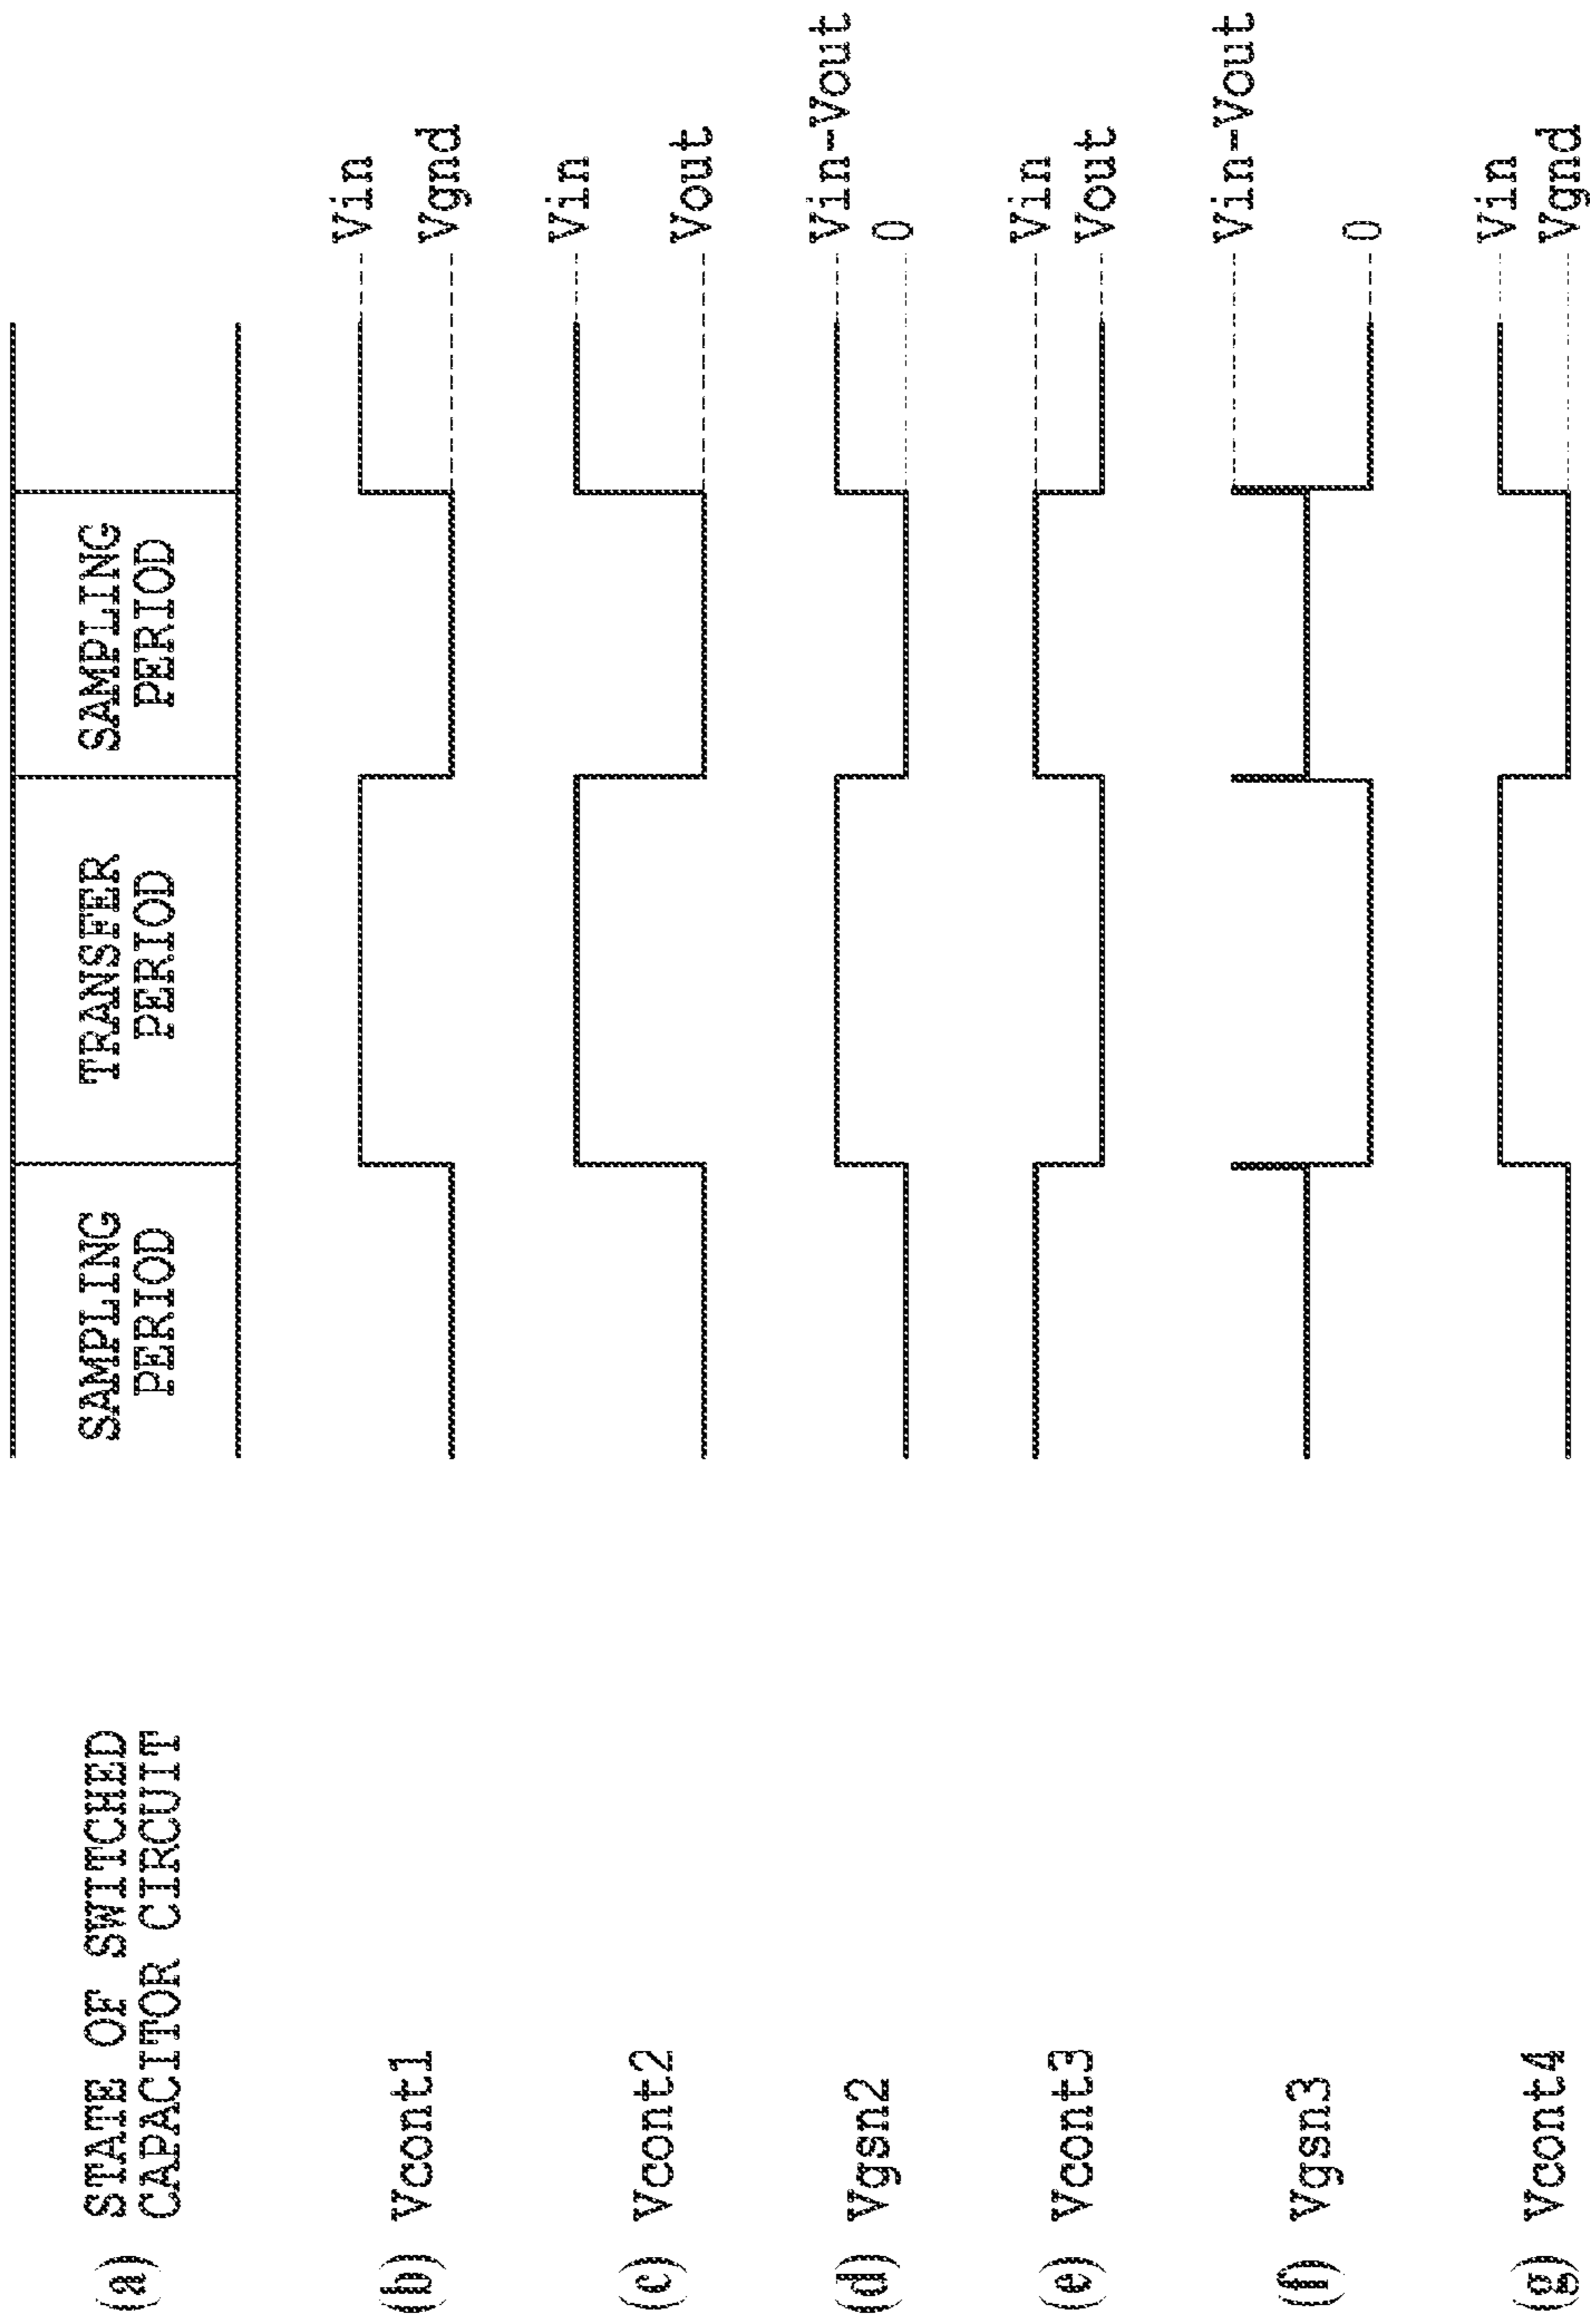 (a) STATE OF SWITCHED
CAPACITOR CIRCUIT
SAMPLING
PERIOD
TRANSFER
PERIOD
SAMPLING
PERIOD
(b) Vcont1
Vin
Vgnd
(c) Vcont2
Vin
Vout
(d) Vgsn2
Vin-Vout
0
(e) Vcont3
Vin
Vout
(f) Vgsn3
Vin-Vout
0
(g) Vcont4
Vin
Vgnd